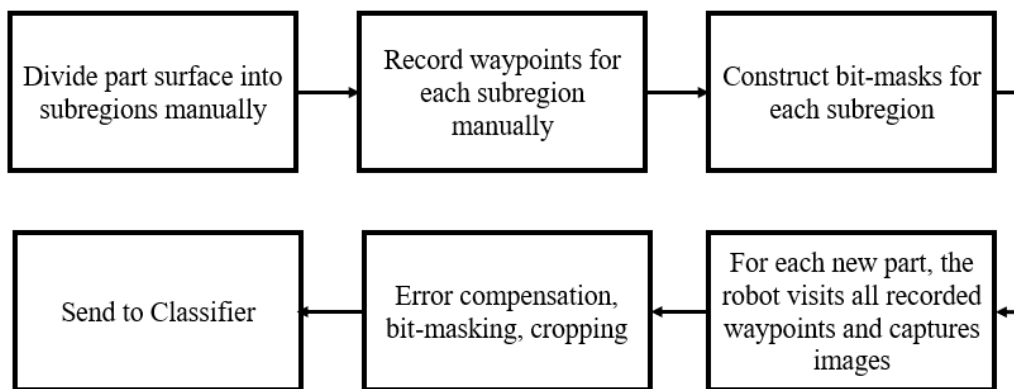 Divide part surface into
subregions manually
Record waypoints for
each subregion
manually
Construct bit-masks for
each subregion
For each new part, the
robot visits all recorded
waypoints and captures
images
Error compensation,
bit-masking, cropping
Send to Classifier